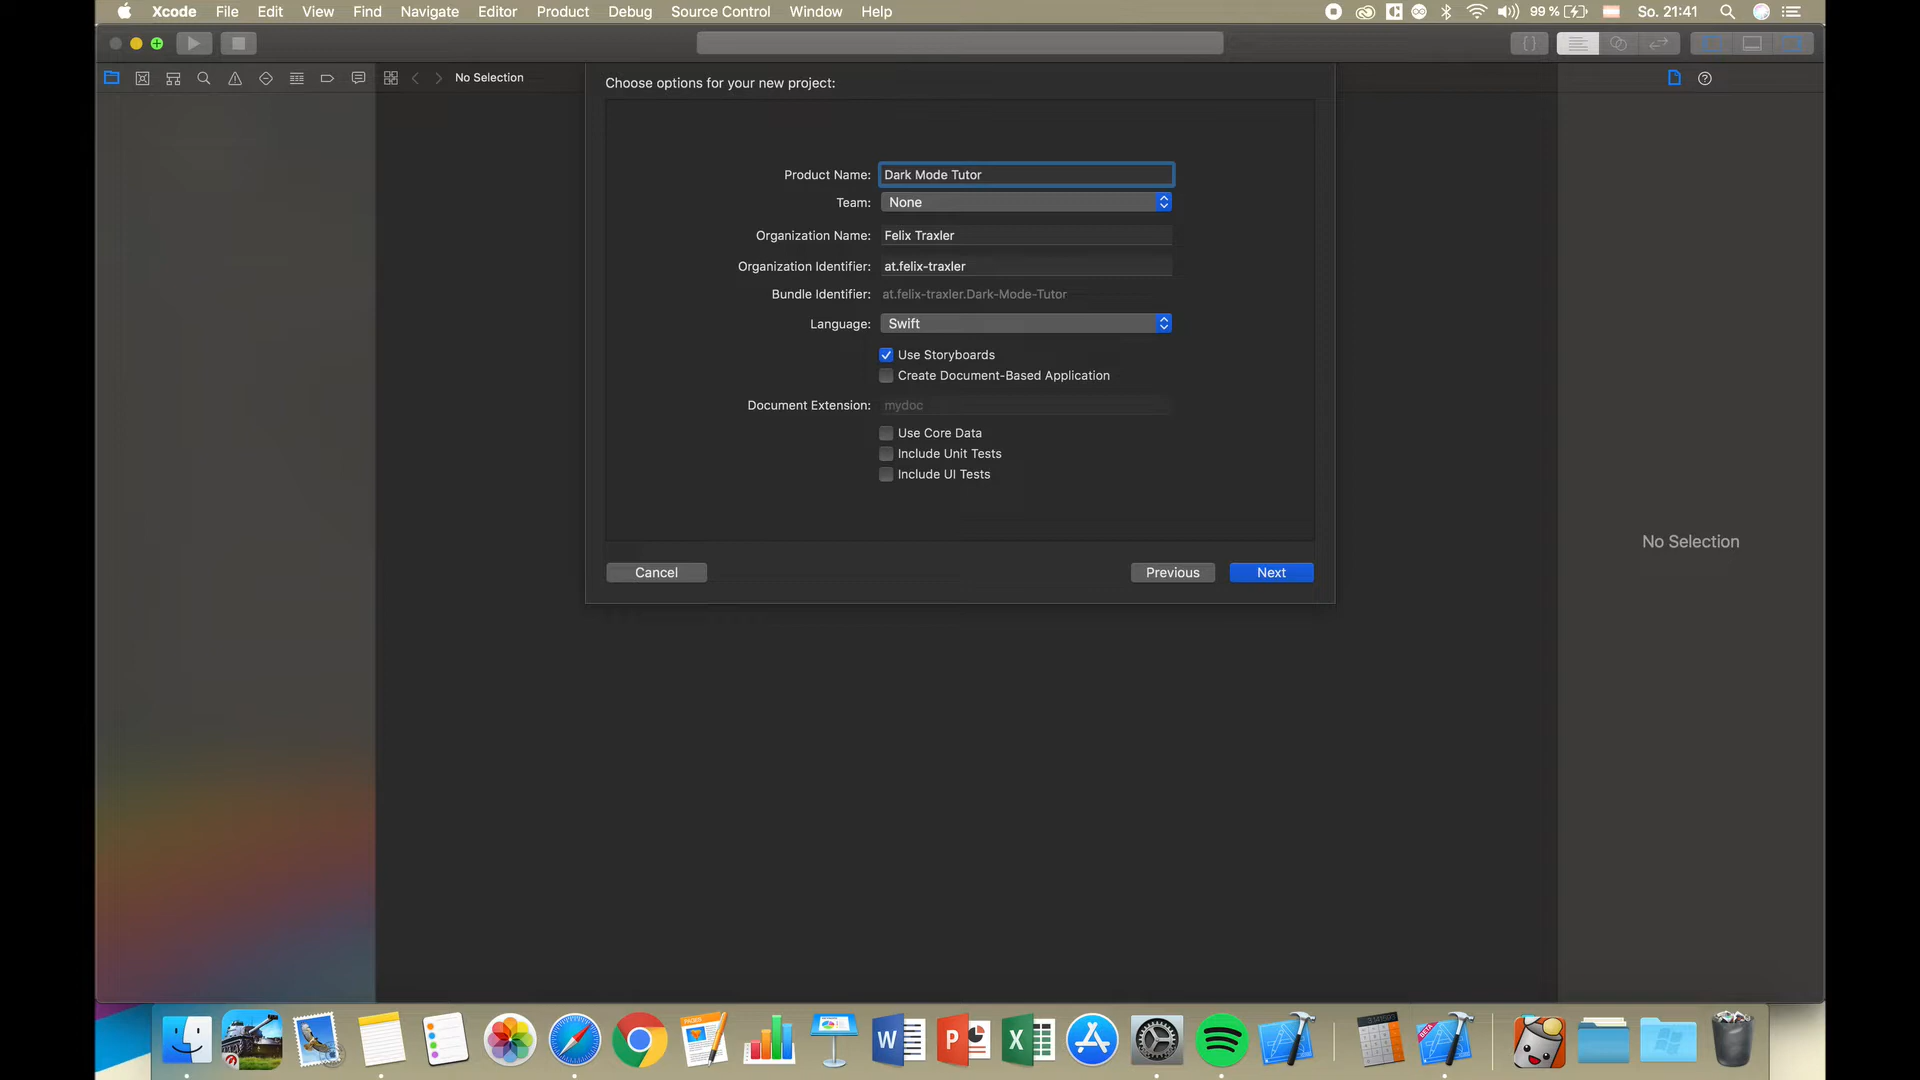 Xcode File Edit View Find Navigate Editor Product Debug Source Control Window Help 99 % So. 21:41
No Selection
Choose options for your new project:
Product Name: Dark Mode Tutor
Team: None
Organization Name: Felix Traxler
Organization Identifier: at.felix-traxler
Bundle Identifier: at.felix-traxler.Dark-Mode-Tutor
Language: Swift
Use Storyboards
Create Document-Based Application
Document Extension: mydoc
Use Core Data
Include Unit Tests
Include UI Tests
No Selection
Cancel Previous Next
PAGES
W P X
BETA